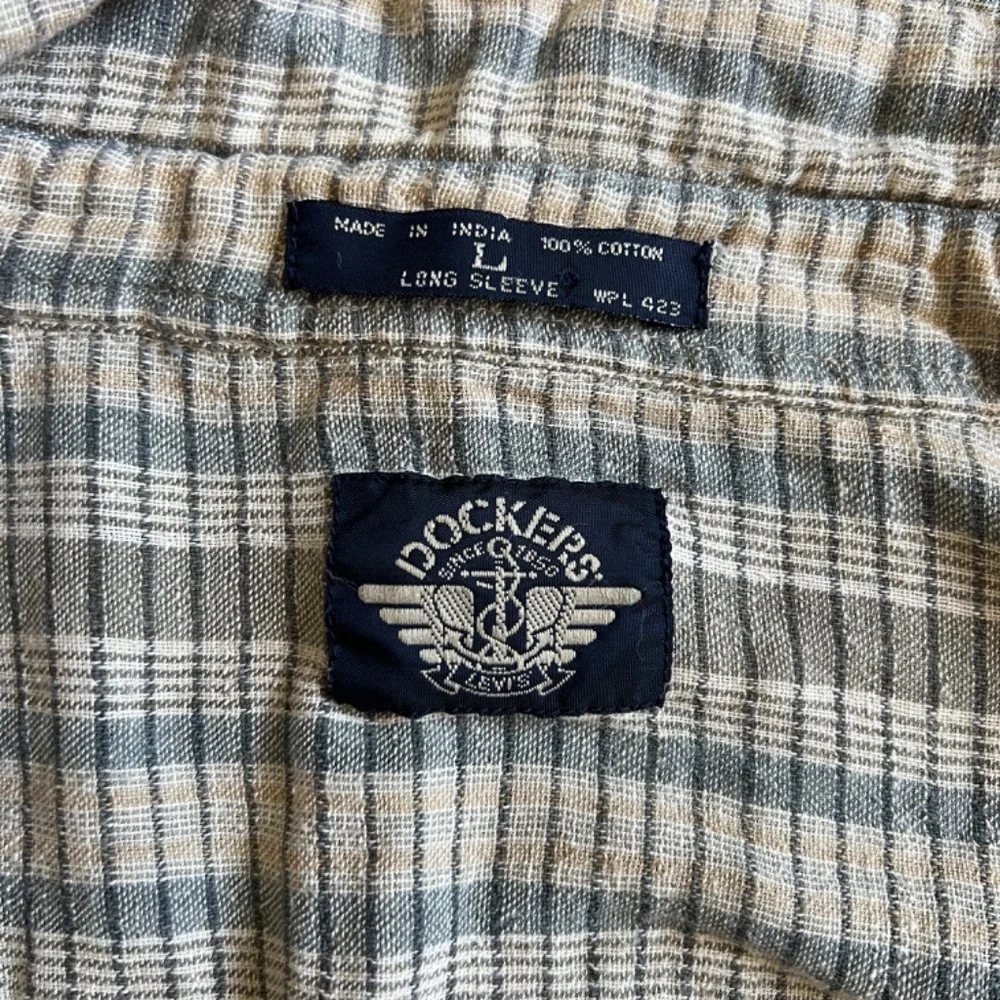 MADE IN INDIA 100% COTTON
L
LONG SLEEVE WPL 423
DOCKERS
SINCE 1850
LEVI'S